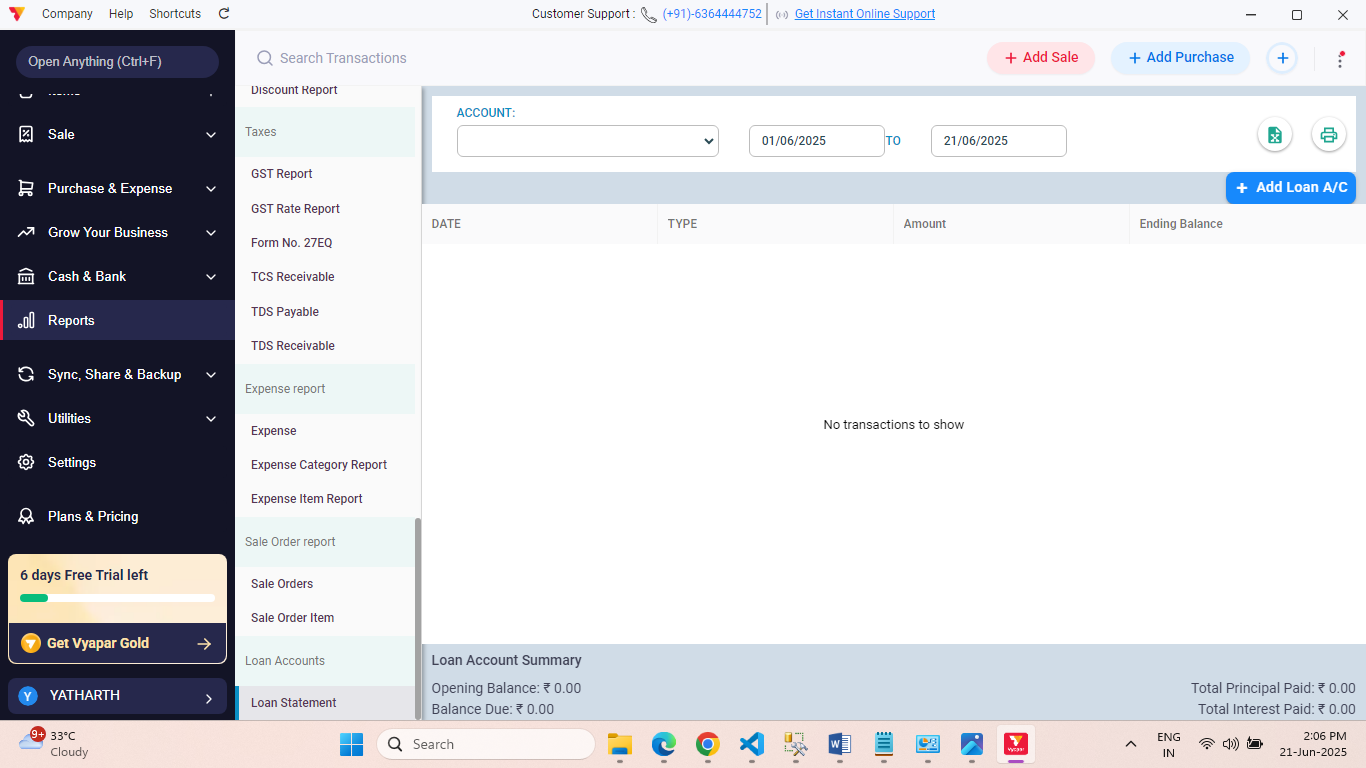 Company Help Shortcuts
Customer Support : (+91)-6364444752 Get Instant Online Support
Open Anything (Ctrl+F)
Search Transactions
Add Sale
Add Purchase
Sale
Purchase & Expense
Grow Your Business
Cash & Bank
Reports
Sync, Share & Backup
Utilities
Settings
Plans & Pricing
6 days Free Trial left
Get Vyapar Gold
Y YATHARTH
Discount Report
Taxes
GST Report
GST Rate Report
Form No. 27EQ
TCS Receivable
TDS Payable
TDS Receivable
Expense report
Expense
Expense Category Report
Expense Item Report
Sale Order report
Sale Orders
Sale Order Item
Loan Accounts
Loan Statement
ACCOUNT:
01/06/2025 TO 21/06/2025
Add Loan A/C
DATE TYPE Amount Ending Balance
No transactions to show
Loan Account Summary
Opening Balance: ₹ 0.00 Total Principal Paid: ₹ 0.00
Balance Due: ₹ 0.00 Total Interest Paid: ₹ 0.00
9+ 33°C
Cloudy
Search
Vyapar
ENG
IN
2:06 PM
21-Jun-2025